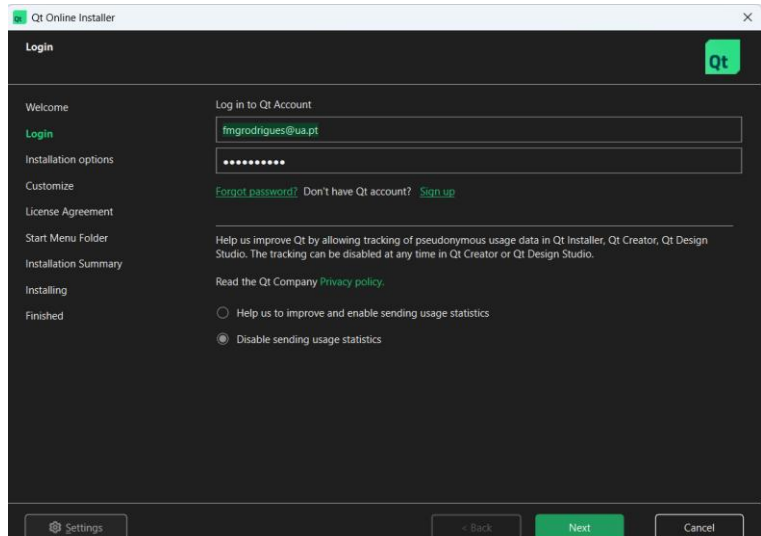 Qt Qt Online Installer
Login
Qt
Welcome
Login
Installation options
Customize
License Agreement
Start Menu Folder
Installation Summary
Installing
Finished
Log in to Qt Account
fmgrodrigues@ua.pt
••••••••••
Forgot password? Don't have Qt account? Sign up
Help us improve Qt by allowing tracking of pseudonymous usage data in Qt Installer, Qt Creator, Qt Design
Studio. The tracking can be disabled at any time in Qt Creator or Qt Design Studio.
Read the Qt Company Privacy policy.
Help us to improve and enable sending usage statistics
Disable sending usage statistics
Settings
< Back
Next
Cancel